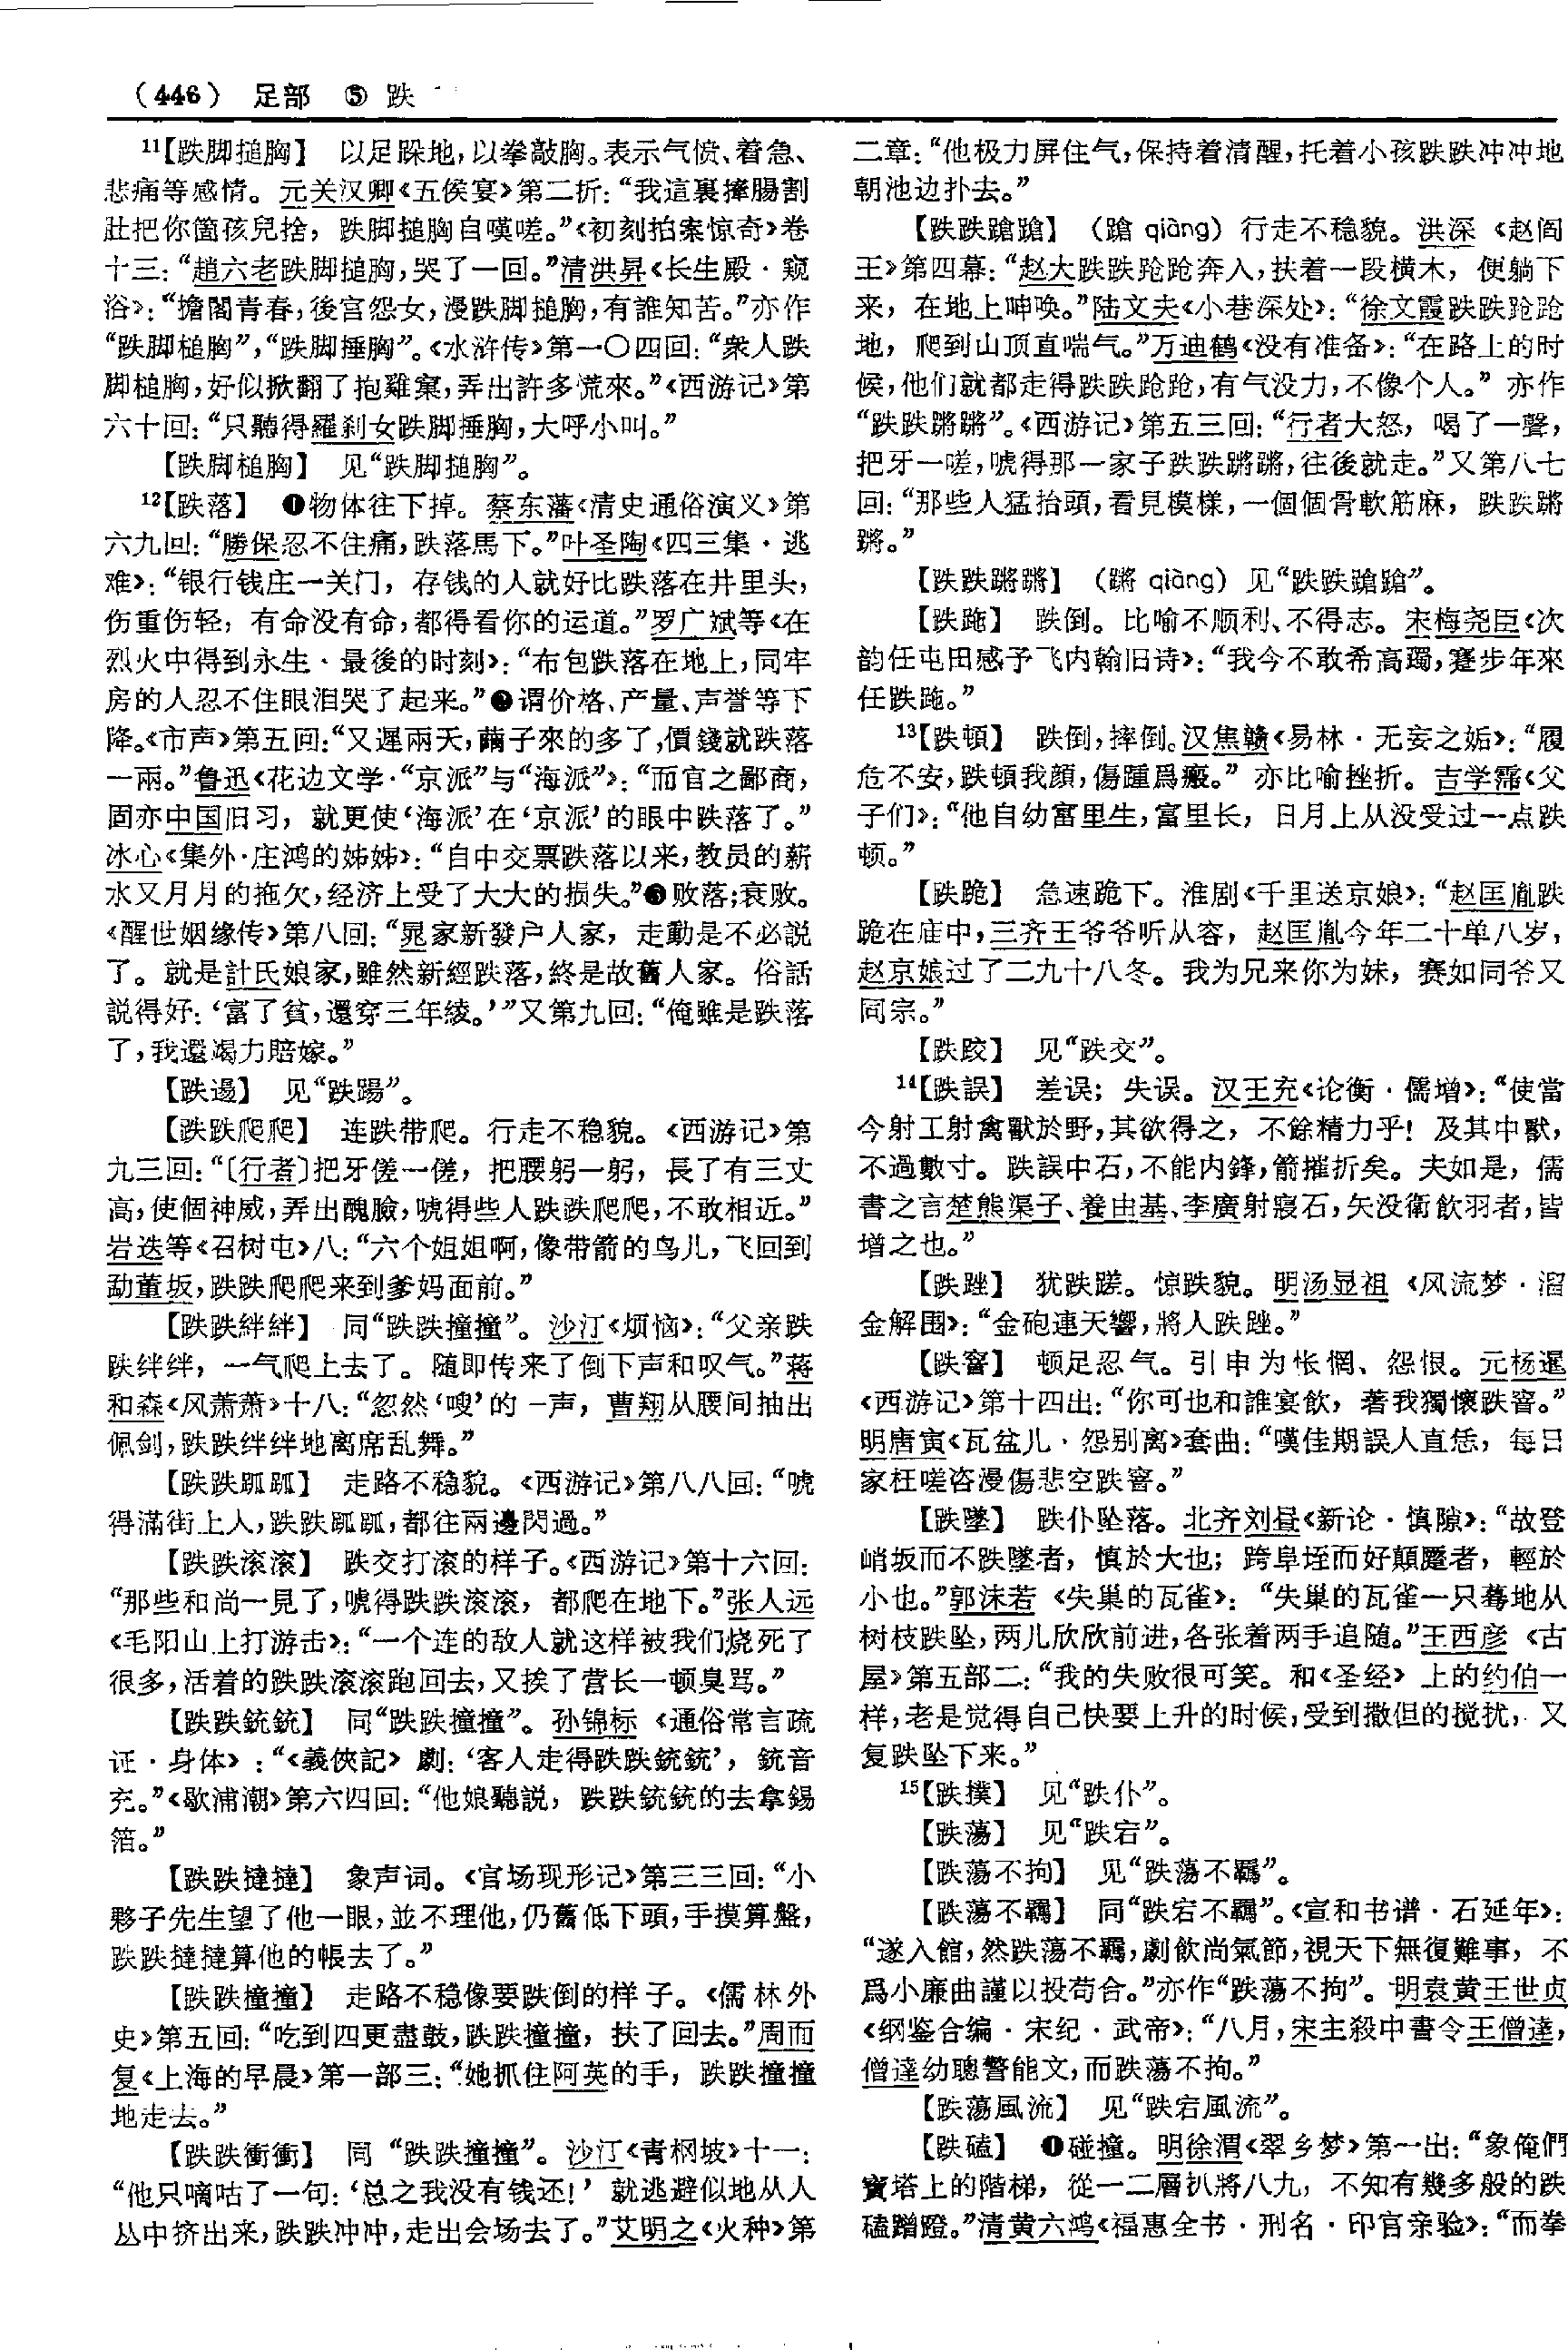 （446） 足部 ⑤ 跌
11【跌脚搥胸】 以足跺地，以拳敲胸。表示气愤、着急、
悲痛等感情。元关汉卿《五侯宴》第二折：“我這裏摔腸割
肚把你箇孩兒捨，跌脚搥胸自嘆嗟。”《初刻拍案惊奇》卷
十三：“趙六老跌脚搥胸，哭了一回。”清洪昇《长生殿·窥
浴》：“擔閣青春，後宫怨女，漫跌脚搥胸，有誰知苦。”亦作
“跌脚槌胸”，“跌脚捶胸”。《水浒传》第一〇四回：“衆人跌
脚槌胸，好似掀翻了抱雞窠，弄出許多慌來。”《西游记》第
六十回：“只聽得羅刹女跌脚捶胸，大呼小叫。”
【跌脚槌胸】 见“跌脚搥胸”。
12【跌落】 ❶物体往下掉。蔡东藩《清史通俗演义》第
六九回：“勝保忍不住痛，跌落馬下。”叶圣陶《四三集·逃
难》：“银行钱庄一关门，存钱的人就好比跌落在井里头，
伤重伤轻，有命没有命，都得看你的运道。”罗广斌等《在
烈火中得到永生·最後的时刻》：“布包跌落在地上，同牢
房的人忍不住眼泪哭了起来。”❷谓价格、产量、声誉等下
降。《市声》第五回：“又遲兩天，繭子來的多了，價錢就跌落
一兩。”鲁迅《花边文学·“京派”与“海派”》：“而官之鄙商，
固亦中国旧习，就更使‘海派’在‘京派’的眼中跌落了。”
冰心《集外·庄鸿的姊姊》：“自中交票跌落以来，教员的薪
水又月月的拖欠，经济上受了大大的损失。”❸败落；衰败。
《醒世姻缘传》第八回：“晁家新發户人家，走動是不必説
了。就是計氏娘家，雖然新經跌落，終是故舊人家。俗話
説得好：‘富了貧，還穿三年綾。’”又第九回：“俺雖是跌落
了，我還竭力賠嫁。”
【跌逷】 见“跌踢”。
【跌跌爬爬】 连跌带爬。行走不稳貌。《西游记》第
九三回：“〔行者〕把牙傞一傞，把腰躬一躬，長了有三丈
高，使個神威，弄出醜臉，唬得些人跌跌爬爬，不敢相近。”
岩迭等《召树屯》八：“六个姐姐啊，像带箭的鸟儿，飞回到
勐董坂，跌跌爬爬来到爹妈面前。”
【跌跌絆絆】 同“跌跌撞撞”。沙汀《烦恼》：“父亲跌
跌绊绊，一气爬上去了。随即传来了倒下声和叹气。”蒋
和森《风萧萧》十八：“忽然‘嗖’的一声，曹翔从腰间抽出
佩剑，跌跌绊绊地离席乱舞。”
【跌跌䟤䟤】 走路不稳貌。《西游记》第八八回：“唬
得滿街上人，跌跌䟤䟤，都往兩邊閃過。”
【跌跌滚滚】 跌交打滚的样子。《西游记》第十六回：
“那些和尚一見了，唬得跌跌滚滚，都爬在地下。”张人远
《毛阳山上打游击》：“一个连的敌人就这样被我们烧死了
很多，活着的跌跌滚滚跑回去，又挨了营长一顿臭骂。”
【跌跌銃銃】 同“跌跌撞撞”。孙锦标《通俗常言疏
证·身体》：“《義俠記》劇：‘客人走得跌跌銃銃’，銃音
充。”《歇浦潮》第六四回：“他娘聽説，跌跌銃銃的去拿錫
箔。”
【跌跌撻撻】 象声词。《官场现形记》第三三回：“小
夥子先生望了他一眼，並不理他，仍舊低下頭，手摸算盤，
跌跌撻撻算他的帳去了。”
【跌跌撞撞】 走路不稳像要跌倒的样子。《儒林外
史》第五回：“吃到四更盡鼓，跌跌撞撞，扶了回去。”周而
复《上海的早晨》第一部三：“她抓住阿英的手，跌跌撞撞
地走去。”
【跌跌衝衝】 同“跌跌撞撞”。沙汀《青㭎坡》十一：
“他只嘀咕了一句：‘总之我没有钱还！’就逃避似地从人
丛中挤出来，跌跌冲冲，走出会场去了。”艾明之《火种》第
二章：“他极力屏住气，保持着清醒，托着小孩跌跌冲冲地
朝池边扑去。”
【跌跌蹌蹌】 （蹌 qiàng）行走不稳貌。洪深《赵阎
王》第四幕：“赵大跌跌跄跄奔入，扶着一段横木，便躺下
来，在地上呻唤。”陆文夫《小巷深处》：“徐文霞跌跌跄跄
地，爬到山顶直喘气。”万迪鹤《没有准备》：“在路上的时
候，他们就都走得跌跌跄跄，有气没力，不像个人。”亦作
“跌跌蹡蹡”。《西游记》第五三回：“行者大怒，喝了一聲，
把牙一嗟，唬得那一家子跌跌蹡蹡，往後就走。”又第八七
回：“那些人猛抬頭，看見模樣，一個個骨軟筋麻，跌跌蹡
蹡。”
【跌跌蹡蹡】 （蹡 qiàng）见“跌跌蹌蹌”。
【跌跪】 跌倒。比喻不顺利、不得志。宋梅尧臣《次
韵任屯田感予飞内翰旧诗》：“我今不敢希高躅，蹇步年來
任跌跪。”
13【跌頓】 跌倒，摔倒。汉焦赣《易林·无妄之姤》：“履
危不安，跌頓我顔，傷踵爲癜。”亦比喻挫折。吉学霈《父
子们》：“他自幼富里生，富里长，日月上从没受过一点跌
顿。”
【跌跪】 急速跪下。淮剧《千里送京娘》：“赵匡胤跌
跪在庙中，三齐王爷爷听从容，赵匡胤今年二十单八岁，
赵京娘过了二九十八冬。我为兄来你为妹，赛如同爷又
同宗。”
【跌跤】 见“跌交”。
14【跌誤】 差误；失误。汉王充《论衡·儒增》：“使當
今射工射禽獸於野，其欲得之，不餘精力乎！及其中獸，
不過數寸。跌誤中石，不能内鋒，箭摧折矣。夫如是，儒
書之言楚熊渠子、養由基、李廣射寢石，矢没衛飲羽者，皆
增之也。”
【跌踁】 犹跌蹉。惊跌貌。明汤显祖《风流梦·溜
金解围》：“金砲連天響，將人跌踁。”
【跌窨】 顿足忍气。引申为怅惘、怨恨。元杨暹
《西游记》第十四出：“你可也和誰宴飲，著我獨懷跌窨。”
明唐寅《瓦盆儿·怨别离》套曲：“嘆佳期誤人直恁，每日
家枉嗟咨漫傷悲空跌窨。”
【跌墜】 跌仆坠落。北齐刘昼《新论·慎隙》：“故登
峭坂而不跌墜者，慎於大也；跨阜垤而好顛蹷者，輕於
小也。”郭沫若《失巢的瓦雀》：“失巢的瓦雀一只蓦地从
树枝跌坠，两儿欣欣前进，各张着两手追随。”王西彦《古
屋》第五部二：“我的失败很可笑。和《圣经》上的约伯一
样，老是觉得自己快要上升的时候，受到撒但的搅扰，又
复跌坠下来。”
15【跌撲】 见“跌仆”。
【跌蕩】 见“跌宕”。
【跌蕩不拘】 见“跌蕩不羈”。
【跌蕩不羈】 同“跌宕不羈”。《宣和书谱·石延年》：
“遂入館，然跌蕩不羈，劇飲尚氣節，視天下無復難事，不
爲小廉曲謹以投苟合。”亦作“跌蕩不拘”。明袁黄王世贞
《纲鉴合编·宋纪·武帝》：“八月，宋主殺中書令王僧達，
僧達幼聰警能文，而跌蕩不拘。”
【跌蕩風流】 见“跌宕風流”。
【跌磕】 ❶碰撞。明徐渭《翠乡梦》第一出：“象俺們
寶塔上的階梯，從一二層扒將八九，不知有幾多般的跌
磕蹭蹬。”清黄六鸿《福惠全书·刑名·印官亲验》：“而拳